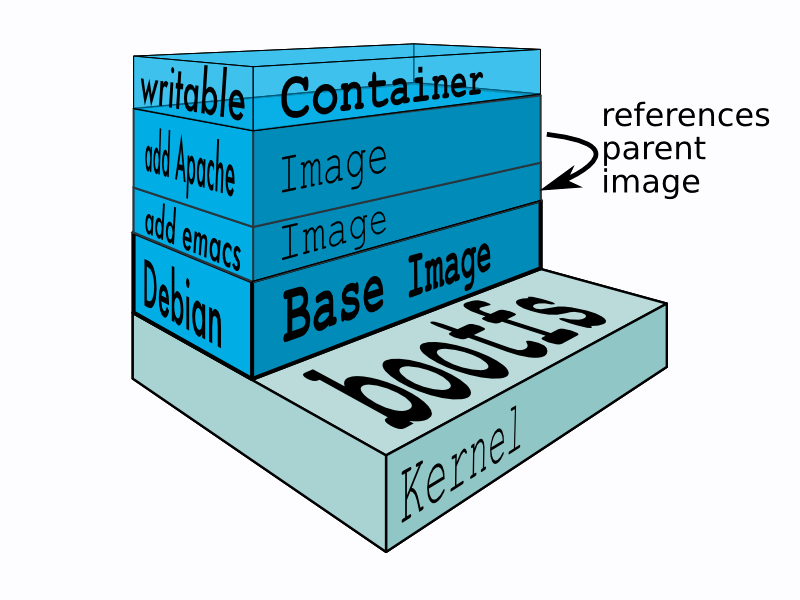 writable Container
references
parent
image
add Apache Image
add emacs Image
Debian Base Image
bootfs
Kernel